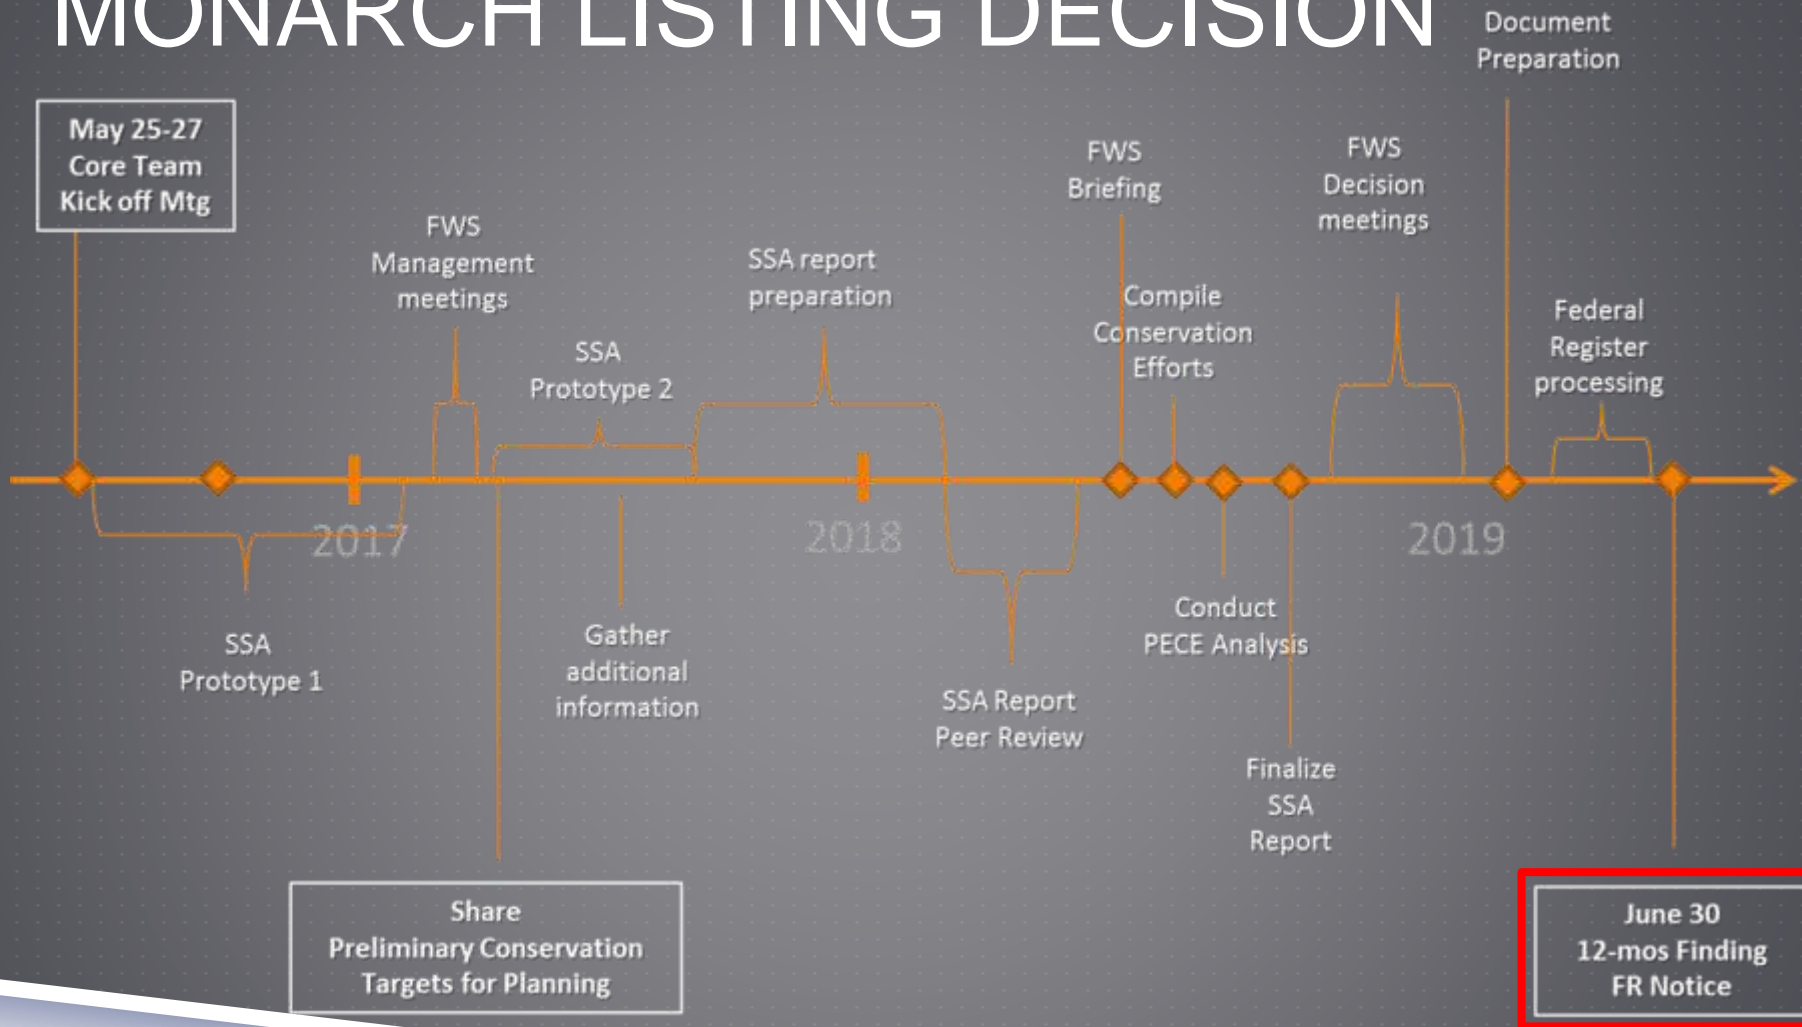 MONARCH LISTING DECISION
Document
Preparation
May 25-27
Core Team
Kick off Mtg
FWS
Management
meetings
SSA
Prototype 2
SSA report
preparation
FWS
Briefing
Compile
Conservation
Efforts
FWS
Decision
meetings
Federal
Register
processing
2017
2018
2019
SSA
Prototype 1
Gather
additional
information
SSA Report
Peer Review
Conduct
PECE Analysis
Finalize
SSA
Report
Share
Preliminary Conservation
Targets for Planning
June 30
12-mos Finding
FR Notice